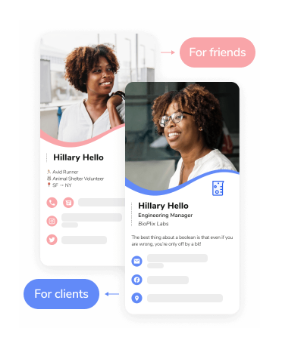 For friends
Hillary Hello
Avid Runner
Animal Shelter Volunteer
SF → NY
Hillary Hello
Engineering Manager
BioPlix Labs
The best thing about a boolean is that even if you
are wrong, you're only off by a bit!
For clients